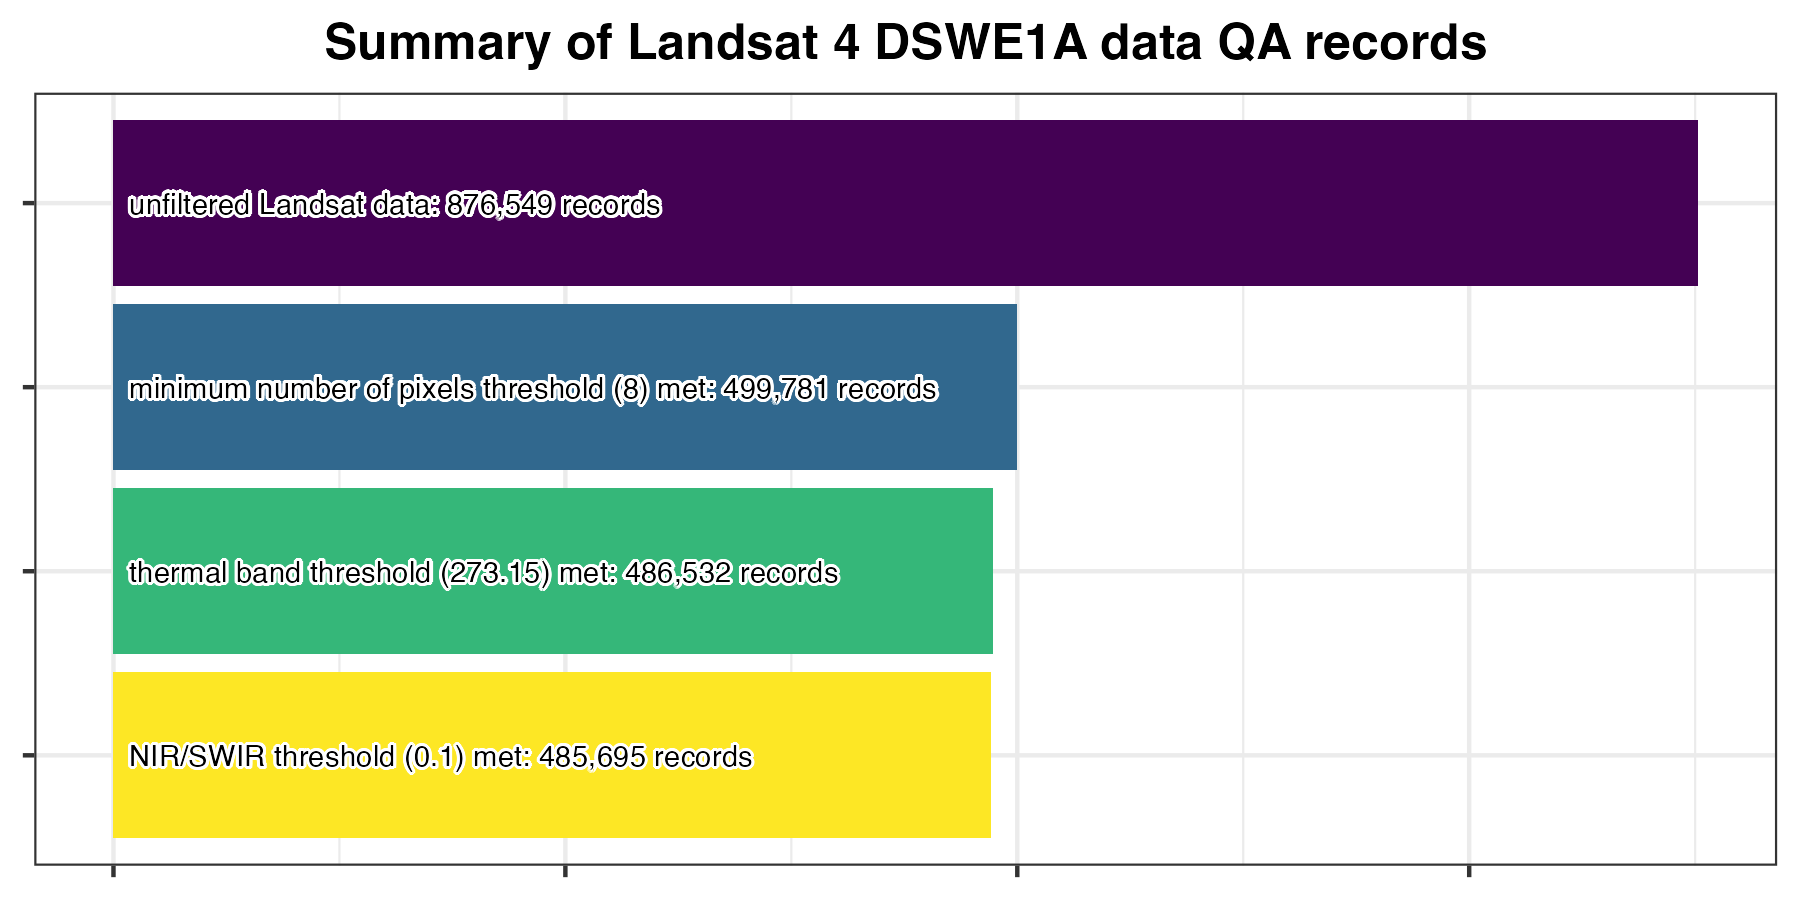 Summary of Landsat 4 DSWE1A data QA records
unfiltered Landsat data: 876,549 records
minimum number of pixels threshold (8) met: 499,781 records
thermal band threshold (273.15) met: 486,532 records
NIR/SWIR threshold (0.1) met: 485,695 records